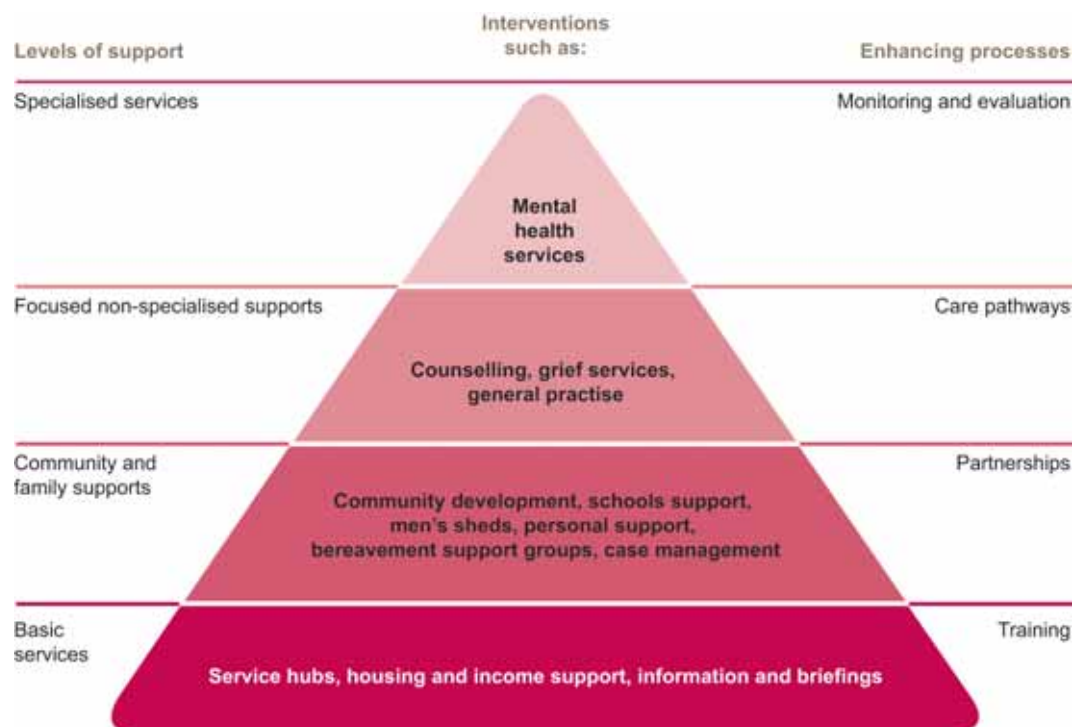 Levels of support
Interventions
such as:
Enhancing processes
Specialised services
Monitoring and evaluation
Mental
health
services
Focused non-specialised supports
Care pathways
Counselling, grief services,
general practise
Community and
family supports
Partnerships
Community development, schools support,
men's sheds, personal support,
bereavement support groups, case management
Basic
services
Training
Service hubs, housing and income support, information and briefings